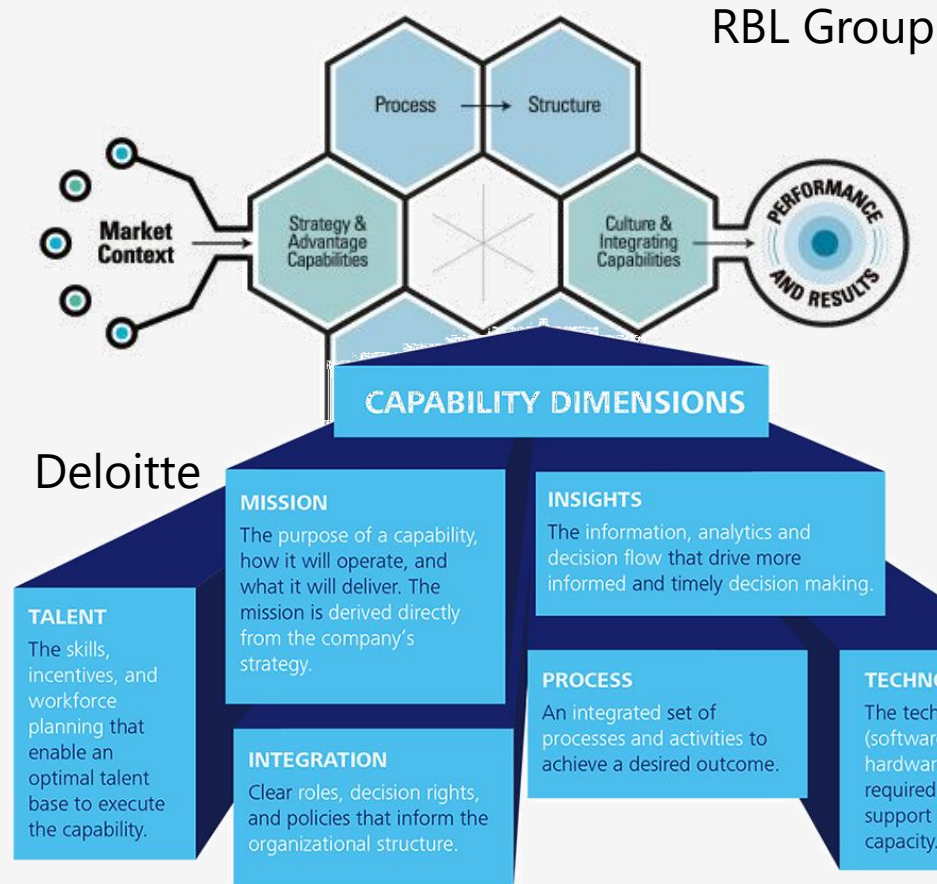 RBL Group
Process
Structure
Market
Context
Strategy &
Advantage
Capabilities
Culture &
Integrating
Capabilities
PERFORMANCE
AND RESULTS
CAPABILITY DIMENSIONS
Deloitte
MISSION
The purpose of a capability,
how it will operate, and
what it will deliver. The
mission is derived directly
from the company's
strategy.
INSIGHTS
The information, analytics and
decision flow that drive more
informed and timely decision making.
TALENT
The skills,
incentives, and
workforce
planning that
enable an
optimal talent
base to execute
the capability.
INTEGRATION
Clear roles, decision rights,
and policies that inform the
organizational structure.
PROCESS
An integrated set of
processes and activities to
achieve a desired outcome.
The
required
support
capacity.